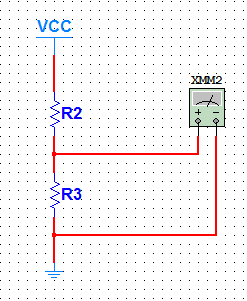 VCC
XMM2
R2
+ -
R3